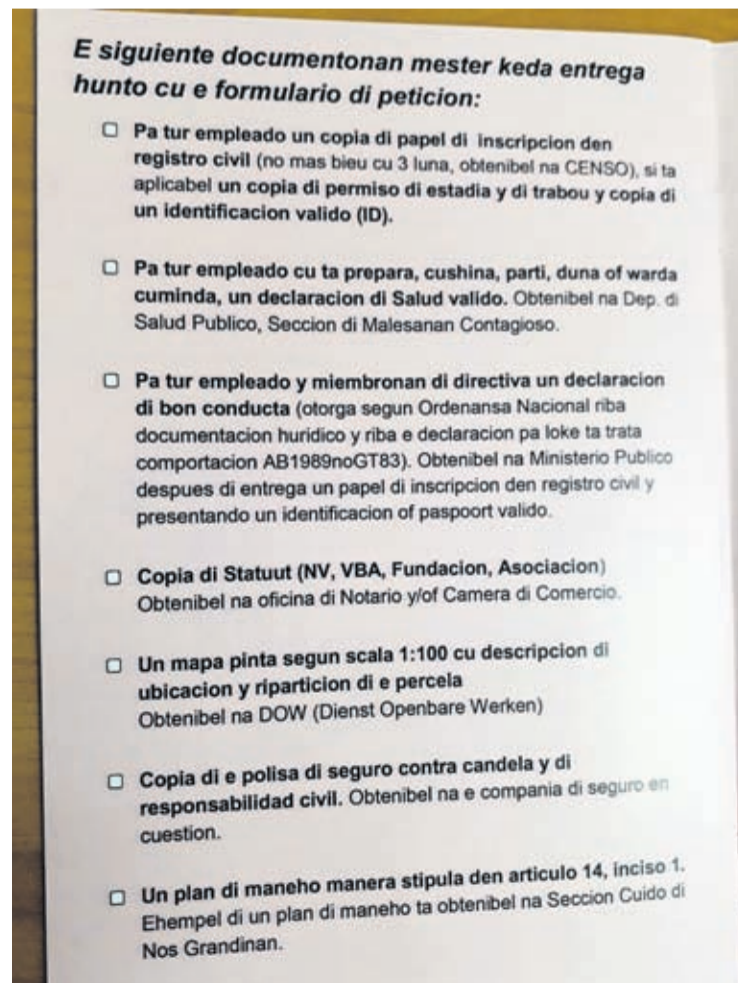 E siguiente documentonan mester keda entrega
hunto cu e formulario di peticion:
Pa tur empleado un copia di papel di inscripcion den
registro civil (no mas bieu cu 3 luna, obtenibel na CENSO), si ta
aplicabel un copia di permiso di estadia y di trabou y copia di
un identificacion valido (ID).
Pa tur empleado cu ta prepara, cushina, parti, duna of warda
cuminda, un declaracion di Salud valido. Obtenibel na Dep. di
Salud Publico, Seccion di Malesanan Contagioso.
Pa tur empleado y miembronan di directiva un declaracion
di bon conducta (otorga segun Ordenansa Nacional riba
documentacion huridico y riba e declaracion pa loke ta trata
comportacion AB1989noGT83). Obtenibel na Ministerio Publico
despues di entrega un papel di inscripcion den registro civil y
presentando un identificacion of paspoort valido.
Copia di Statuut (NV, VBA, Fundacion, Asociacion)
Obtenibel na oficina di Notario y/of Camera di Comercio.
Un mapa pinta segun scala 1:100 cu descripcion di
ubicacion y riparticion di e percela
Obtenibel na DOW (Dienst Openbare Werken)
Copia di e polisa di seguro contra candela y di
responsabilidad civil. Obtenibel na e compania di seguro en
cuestion.
Un plan di maneho manera stipula den articulo 14, inciso 1.
Ehempel di un plan di maneho ta obtenibel na Seccion Cuido di
Nos Grandinan.